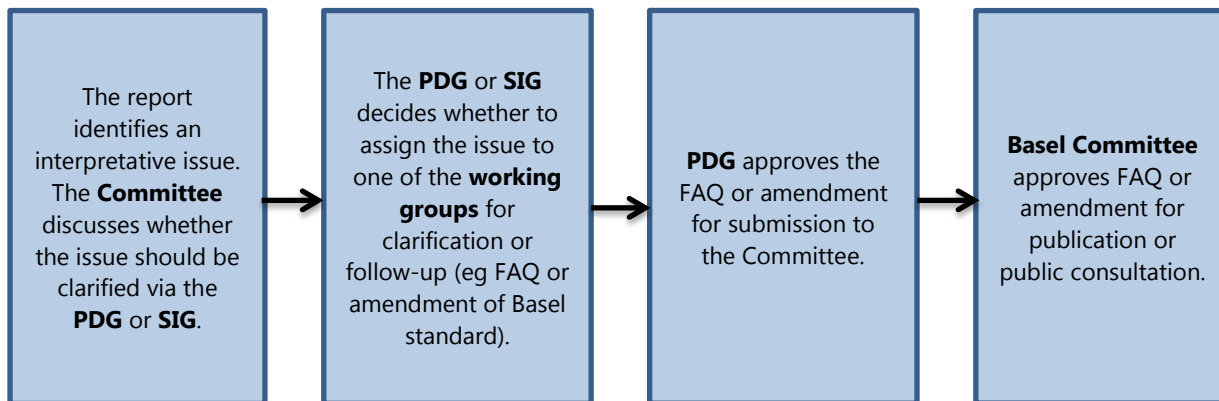 The report
identifies an
interpretative issue.
The Committee
discusses whether
the issue should be
clarified via the
PDG or SIG.
The PDG or SIG
decides whether to
assign the issue to
one of the working
groups for
clarification or
follow-up (eg FAQ or
amendment of Basel
standard).
PDG approves the
FAQ or amendment
for submission to
the Committee.
Basel Committee
approves FAQ or
amendment for
publication or
public consultation.